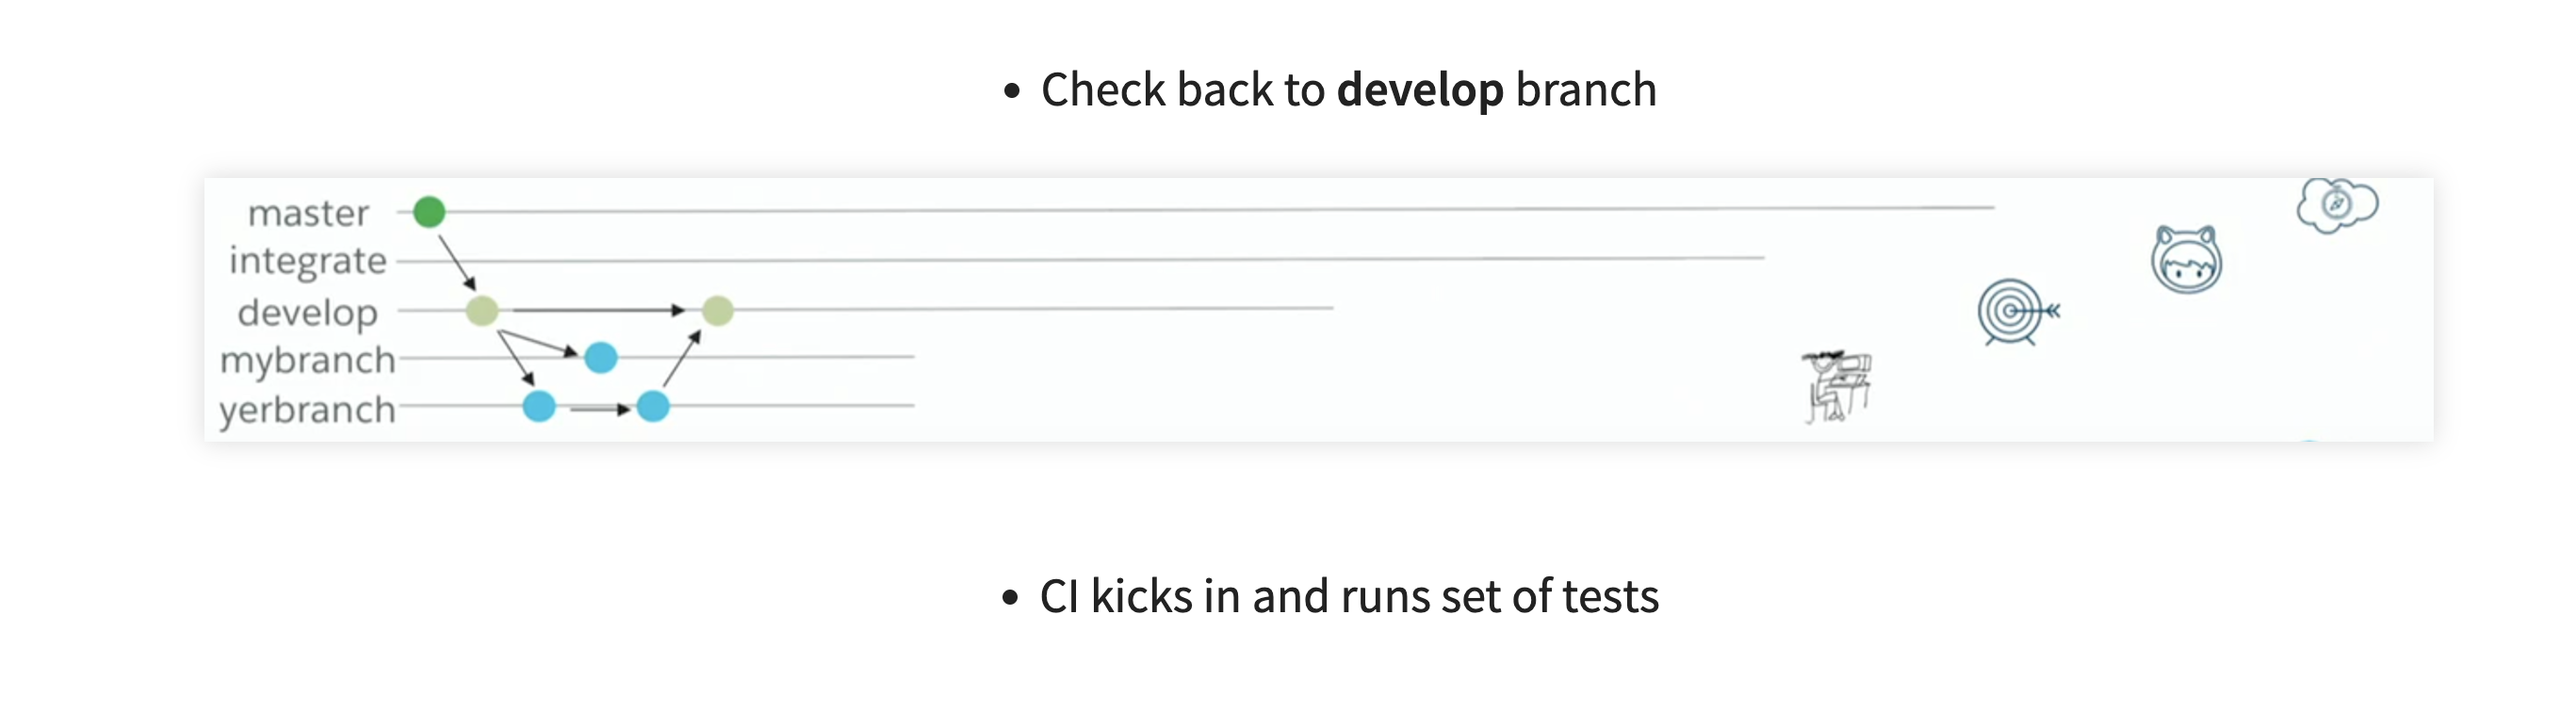 • Check back to develop branch
master
integrate
develop
mybranch
yerbranch
• CI kicks in and runs set of tests